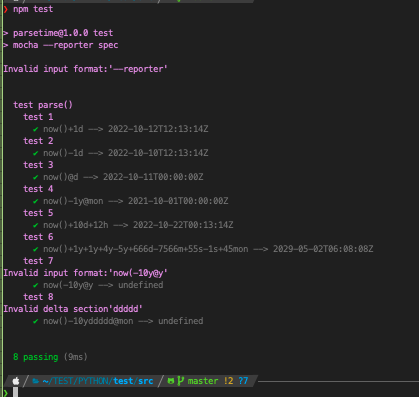 ❯ npm test
> parsetime@1.0.0 test
> mocha --reporter spec
Invalid input format:'--reporter'
test parse()
test 1
✔ now()+1d --> 2022-10-12T12:13:14Z
test 2
✔ now()-1d --> 2022-10-10T12:13:14Z
test 3
✔ now()@d --> 2022-10-11T00:00:00Z
test 4
✔ now()-1y@mon --> 2021-10-01T00:00:00Z
test 5
✔ now()+10d+12h --> 2022-10-22T00:13:14Z
test 6
✔ now()+1y+1y+4y-5y+666d-7566m+55s-1s+45mon --> 2029-05-02T06:08:08Z
test 7
Invalid input format:'now(-10y@y'
✔ now(-10y@y --> undefined
test 8
Invalid delta section'ddddd'
✔ now()-10yddddd@mon --> undefined
8 passing (9ms)
~/TEST/PYTHON/test/src master !2 ??
❯